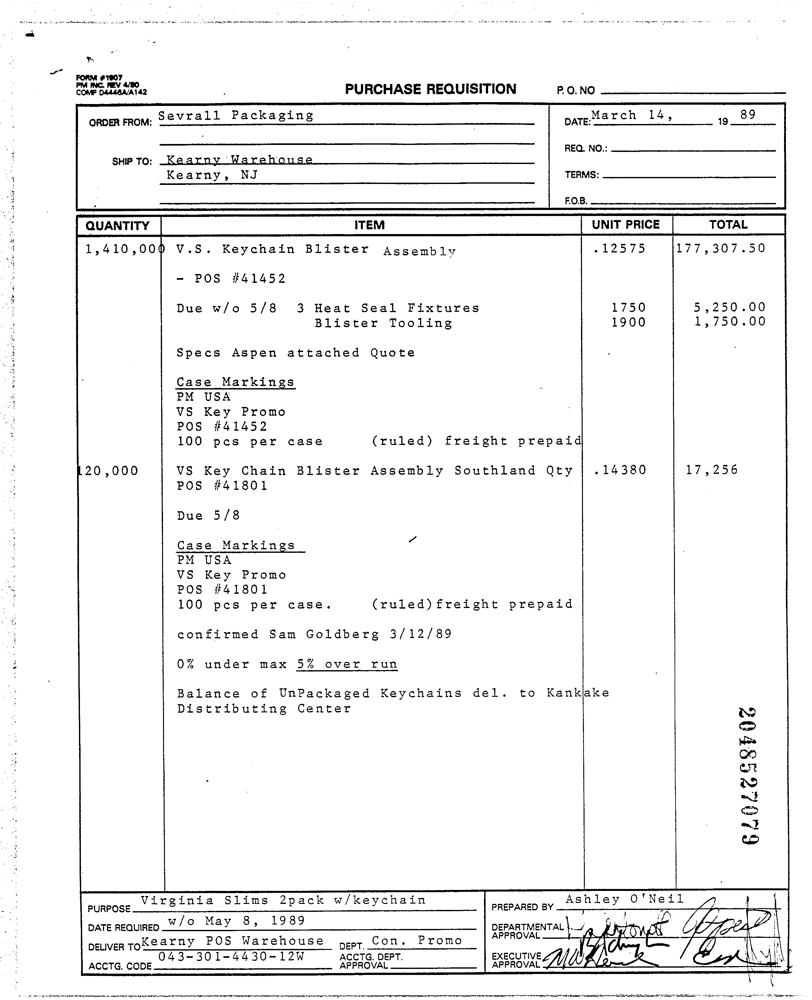 FORM #1907
PM INC. REV 4/90
COMP D4446A/A142
PURCHASE REQUISITION P. O. NO
ORDER FROM: Sevrall Packaging
DATE: March 14, 19 89
REQ. NO.:
SHIP TO: Kearny Warehouse
Kearny, NJ
TERMS:
F.O.B.
QUANTITY ITEM UNIT PRICE TOTAL
1,410,000 V.S. Keychain Blister Assembly .12575 177,307.50
- POS #41452
Due w/o 5/8 3 Heat Seal Fixtures 1750 5,250.00
Blister Tooling 1900 1,750.00
Specs Aspen attached Quote
Case Markings
PM USA
VS Key Promo
POS #41452
100 pcs per case (ruled) freight prepaid
120,000 VS Key Chain Blister Assembly Southland Qty .14380 17,256
POS #41801
Due 5/8
Case Markings
PM USA
VS Key Promo
POS #41801
100 pcs per case. (ruled)freight prepaid
confirmed Sam Goldberg 3/12/89
0% under max 5% over run
Balance of UnPackaged Keychains del. to Kankake
Distributing Center
2048527079
PURPOSE Virginia Slims 2pack w/keychain
DATE REQUIRED w/o May 8, 1989
DELIVER TO Kearny POS Warehouse DEPT. Con. Promo
ACCTG. CODE 043-301-4430-12W ACCTG. DEPT. APPROVAL
PREPARED BY Ashley O'Neil
DEPARTMENTAL APPROVAL
EXECUTIVE APPROVAL